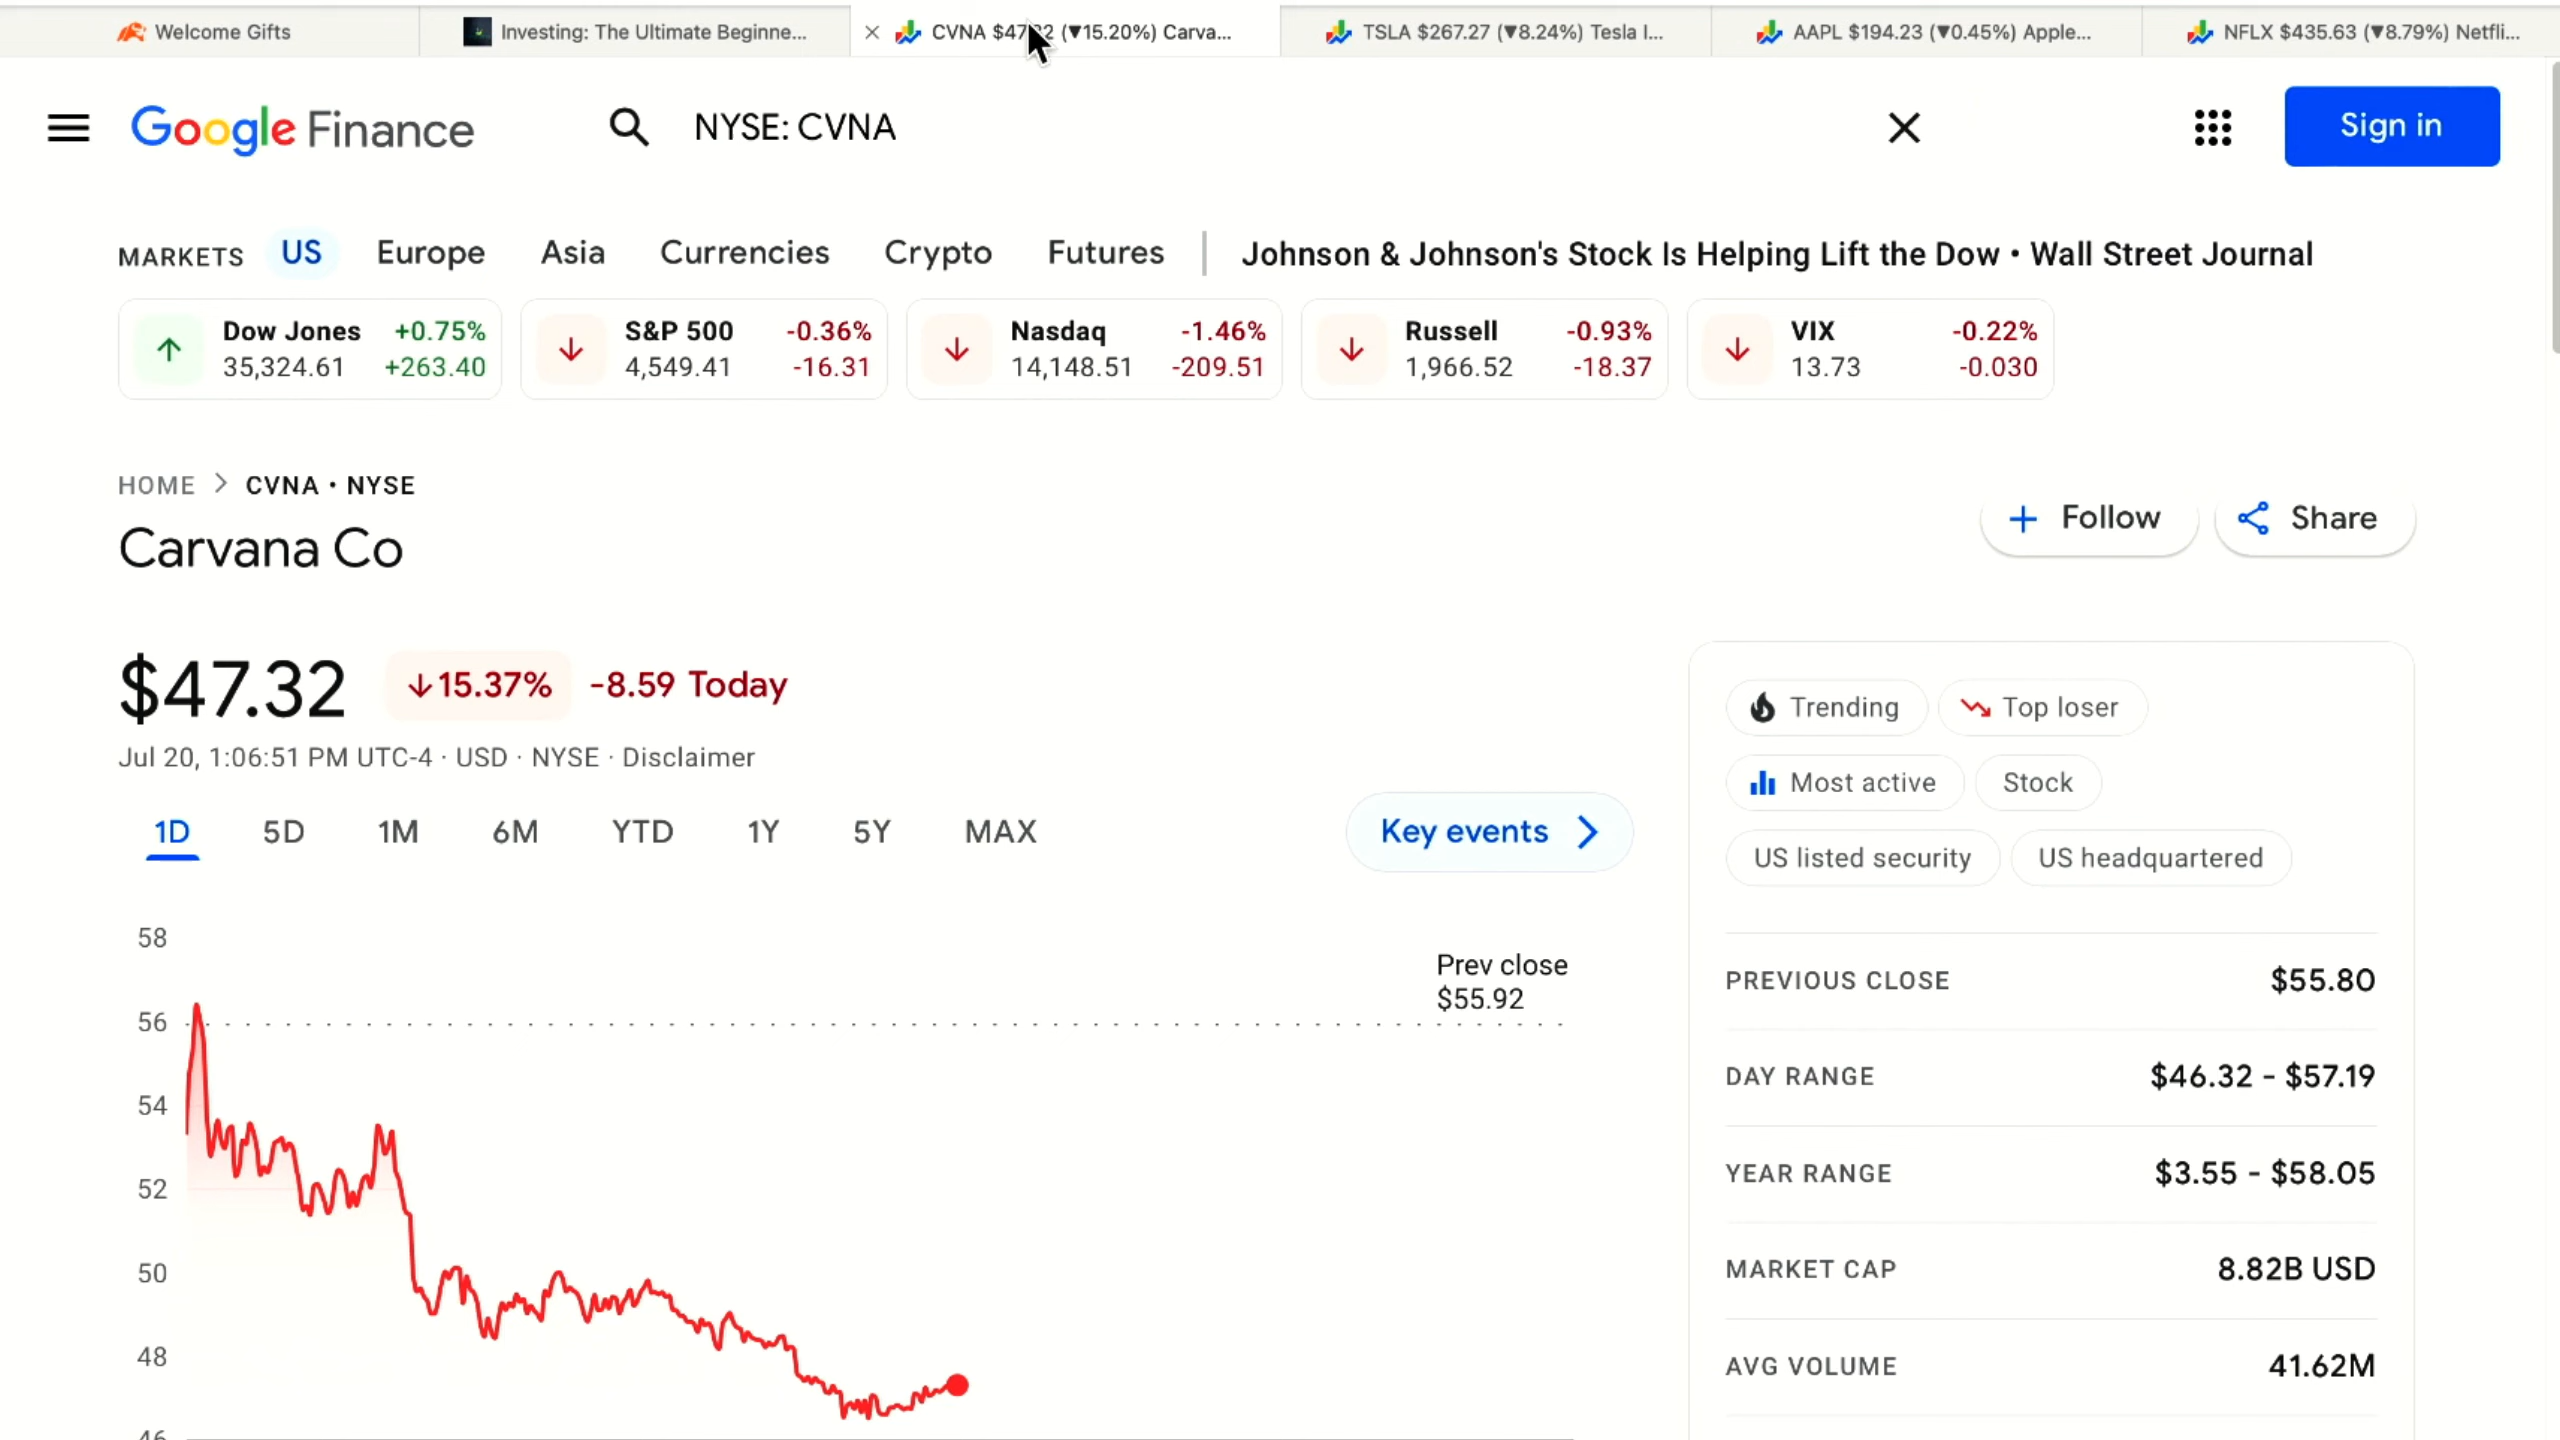 Welcome Gifts
Investing: The Ultimate Beginne...
CVNA $47.32 (▼15.20%) Carva...
TSLA $267.27 (▼8.24%) Tesla I...
AAPL $194.23 (▼0.45%) Apple...
NFLX $435.63 (▼8.79%) Netfli...
Google Finance
NYSE: CVNA
Sign in
MARKETS US Europe Asia Currencies Crypto Futures
Johnson & Johnson's Stock Is Helping Lift the Dow • Wall Street Journal
Dow Jones +0.75%
35,324.61 +263.40
S&P 500 -0.36%
4,549.41 -16.31
Nasdaq -1.46%
14,148.51 -209.51
Russell -0.93%
1,966.52 -18.37
VIX -0.22%
13.73 -0.030
HOME > CVNA • NYSE
Carvana Co
Follow
Share
$47.32 ↓15.37% -8.59 Today
Jul 20, 1:06:51 PM UTC-4 · USD · NYSE · Disclaimer
1D 5D 1M 6M YTD 1Y 5Y MAX
Key events
58
56
54
52
50
48
46
Prev close
$55.92
Trending
Top loser
Most active
Stock
US listed security
US headquartered
PREVIOUS CLOSE $55.80
DAY RANGE $46.32 - $57.19
YEAR RANGE $3.55 - $58.05
MARKET CAP 8.82B USD
AVG VOLUME 41.62M